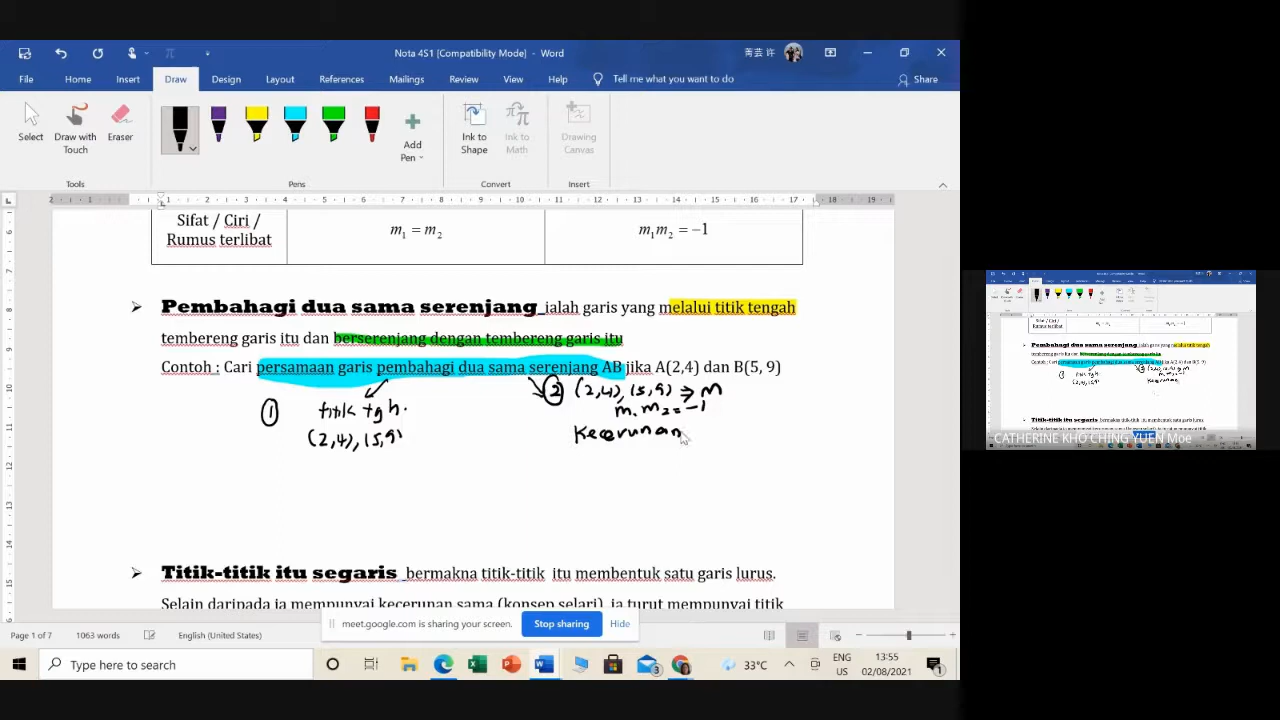 Nota 4S1 [Compatibility Mode] - Word
菁芸 许
File Home Insert Draw Design Layout References Mailings Review View Help Tell me what you want to do Share
Select Draw with Touch Eraser Add Pen Ink to Shape Ink to Math Drawing Canvas
Tools Pens Convert Insert
Sifat / Ciri / Rumus terlibat
m₁ = m₂
m₁m₂ = −1
Pembahagi dua sama serenjang ialah garis yang melalui titik tengah
tembereng garis itu dan berserenjang dengan tembereng garis itu
Contoh : Cari persamaan garis pembahagi dua sama serenjang AB jika A(2,4) dan B(5, 9)
① titik tgh.
(2,4), (5,9)
② (2,4), (5,9) ⇒ m
m₁ m₂ = -1
Kecerunan
Titik-titik itu segaris bermakna titik-titik itu membentuk satu garis lurus.
Selain daripada ia mempunyai kecerunan sama (konsep selari), ia turut mempunyai titik
meet.google.com is sharing your screen. Stop sharing Hide
Page 1 of 7 1063 words English (United States)
Type here to search
33°C ENG US 13:55 02/08/2021
CATHERINE KHO CHING YUEN Moe